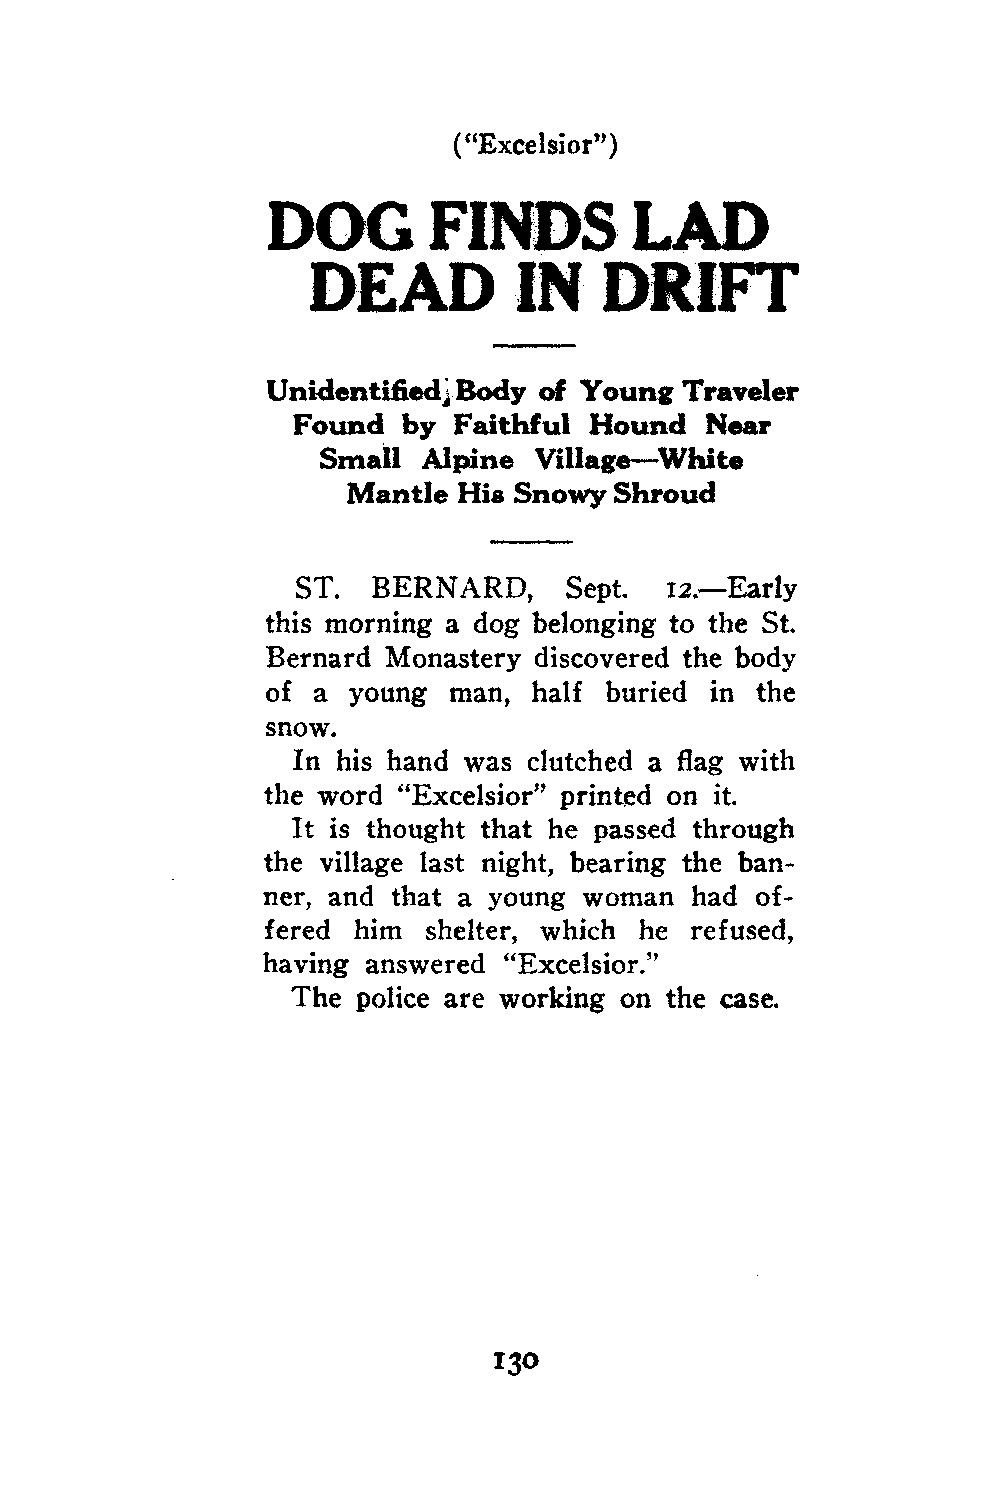 ("Excelsior")
DOG FINDS LAD
DEAD IN DRIFT
Unidentified Body of Young Traveler
Found by Faithful Hound Near
Small Alpine Village—White
Mantle His Snowy Shroud
ST. BERNARD, Sept. 12.—Early
this morning a dog belonging to the St.
Bernard Monastery discovered the body
of a young man, half buried in the
snow.
In his hand was clutched a flag with
the word "Excelsior" printed on it.
It is thought that he passed through
the village last night, bearing the ban-
ner, and that a young woman had of-
fered him shelter, which he refused,
having answered "Excelsior."
The police are working on the case.
130